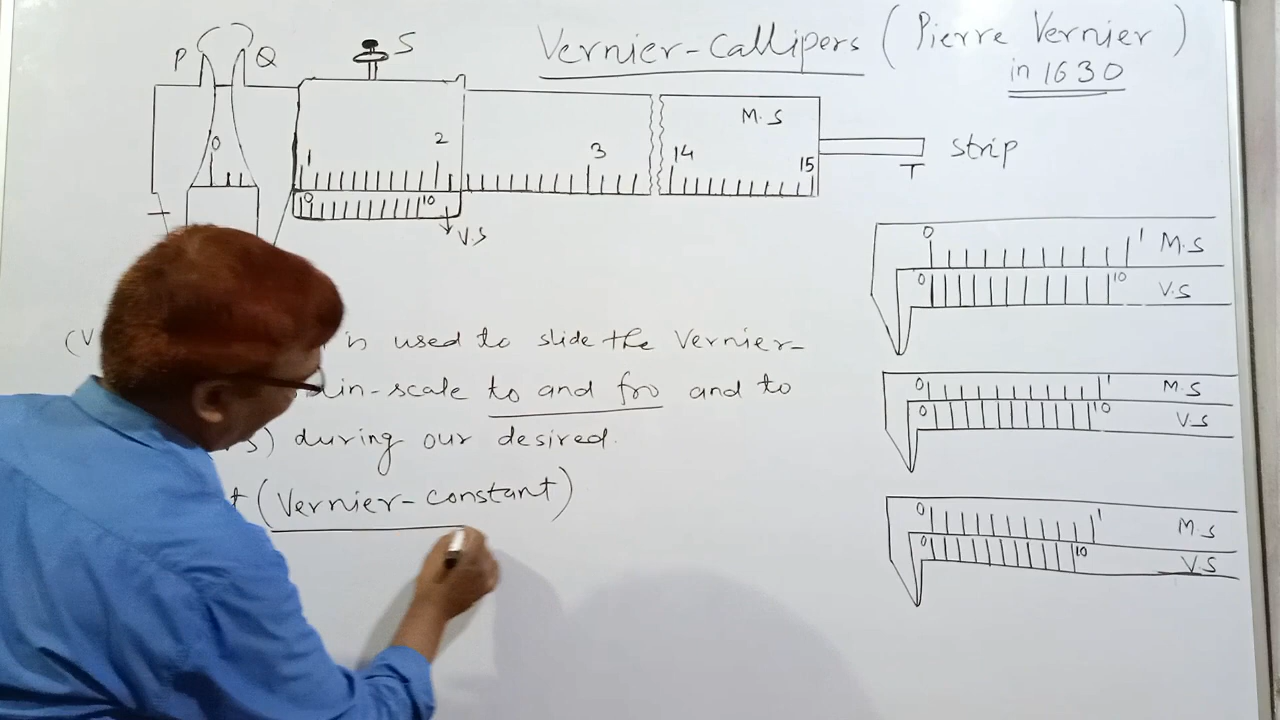 Vernier-Callipers (Pierre Vernier)
in 1630
P Q S
M.S
0 1 2 3 14 15
0 10
V.S
strip
T
0 1 M.S
0 10 V.S
0 1 M.S
0 10 V.S
0 1 M.S
0 10 V.S
(V is used to slide the Vernier-
in-scale to and fro and to
) during our desired.
t (Vernier-constant)